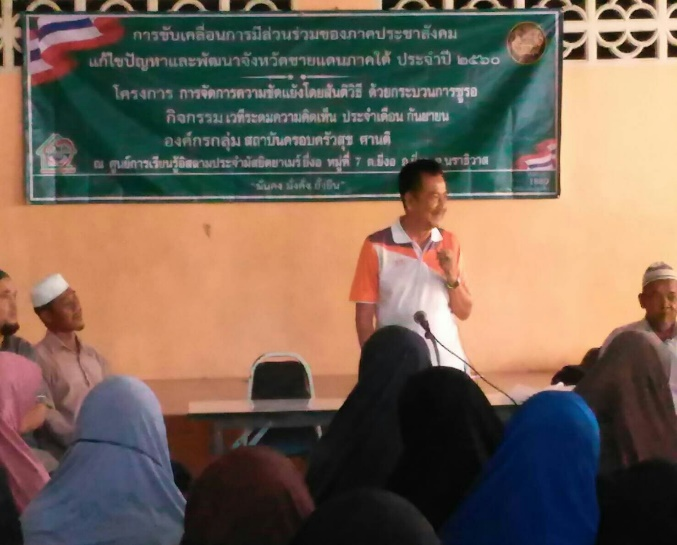 การขับเคลื่อนการมีส่วนร่วมของภาคประชาสังคม
แก้ไขปัญหาและพัฒนาจังหวัดชายแดนภาคใต้ ประจำปี ๒๕๖๐
โครงการ การจัดการความขัดแย้งโดยสันติวิธี ด้วยกระบวนการชูรอ
กิจกรรม เวทีระดมความคิดเห็น ประจำเดือน กันยายน
องค์กรกลุ่ม สถาบันครอบครัวสุข ศานติ
ณ ศูนย์การเรียนรู้อิสลามประจำมัสยิดยาแมร์ ยี่งอ หมู่ที่ 7 ต.ยี่งอ นราธิวาส
"มั่นคง มั่งคั่ง ยั่งยืน"